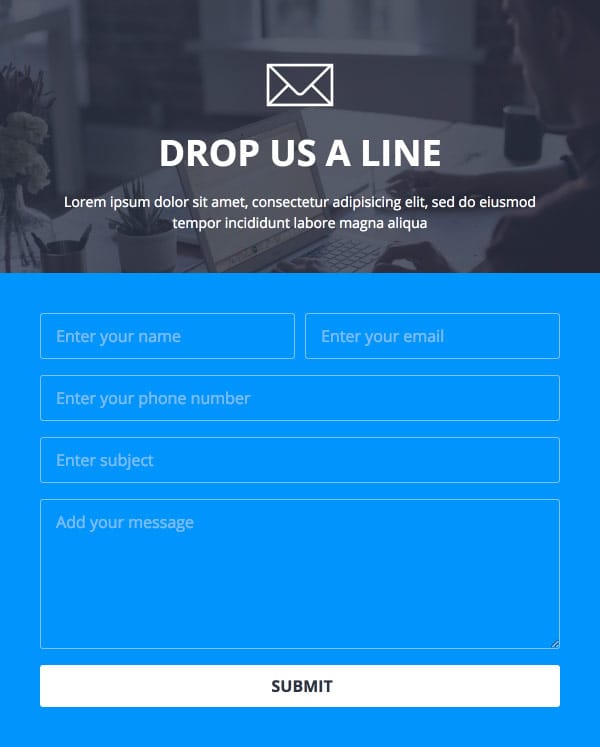 DROP US A LINE
Lorem ipsum dolor sit amet, consectetur adipisicing elit, sed do eiusmod
tempor incididunt labore magna aliqua
Enter your name
Enter your email
Enter your phone number
Enter subject
Add your message
SUBMIT